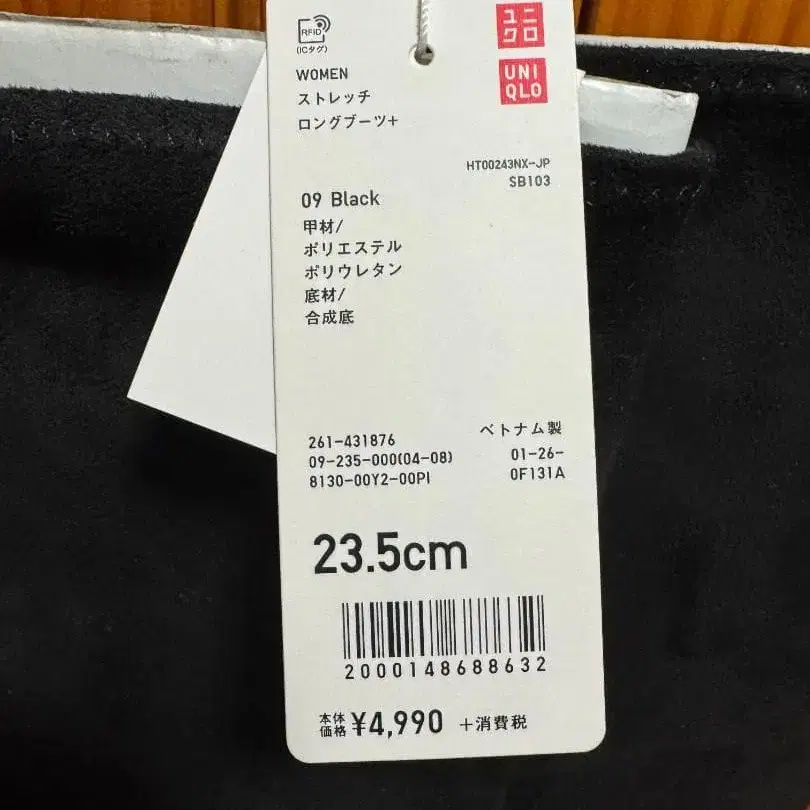 RFID
(ICタグ)
ユニ
クロ
UNI
QLO
WOMEN
ストレッチ
ロングブーツ+
HT00243NX-JP
SB103
09 Black
甲材/
ポリエステル
ポリウレタン
底材/
合成底
261-431876
09-235-000(04-08)
8130-00Y2-00PI
ベトナム製
01-26-
0F131A
23.5cm
2000148688632
本体
価格 ¥4,990 +消費税